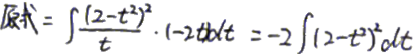 原式 = ∫ (2-t²)²/t · (-2t)dt = -2∫(2-t²)²dt